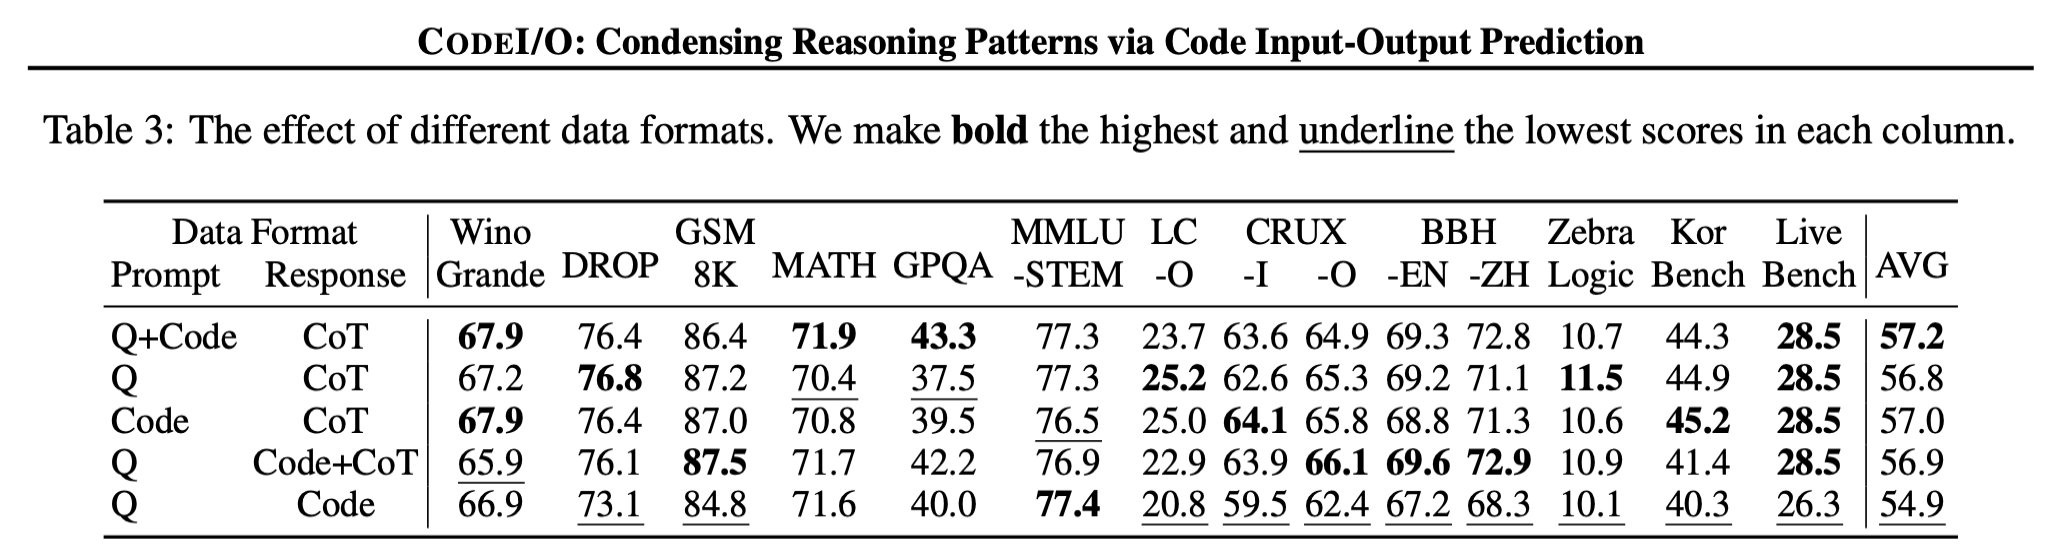 CODEI/O: Condensing Reasoning Patterns via Code Input-Output Prediction
Table 3: The effect of different data formats. We make bold the highest and underline the lowest scores in each column.
Data Format Wino GSM MMLU LC CRUX BBH Zebra Kor Live
Prompt Response Grande DROP 8K MATH GPQA -STEM -O -I -O -EN -ZH Logic Bench Bench AVG
Q+Code CoT 67.9 76.4 86.4 71.9 43.3 77.3 23.7 63.6 64.9 69.3 72.8 10.7 44.3 28.5 57.2
Q CoT 67.2 76.8 87.2 70.4 37.5 77.3 25.2 62.6 65.3 69.2 71.1 11.5 44.9 28.5 56.8
Code CoT 67.9 76.4 87.0 70.8 39.5 76.5 25.0 64.1 65.8 68.8 71.3 10.6 45.2 28.5 57.0
Q Code+CoT 65.9 76.1 87.5 71.7 42.2 76.9 22.9 63.9 66.1 69.6 72.9 10.9 41.4 28.5 56.9
Q Code 66.9 73.1 84.8 71.6 40.0 77.4 20.8 59.5 62.4 67.2 68.3 10.1 40.3 26.3 54.9